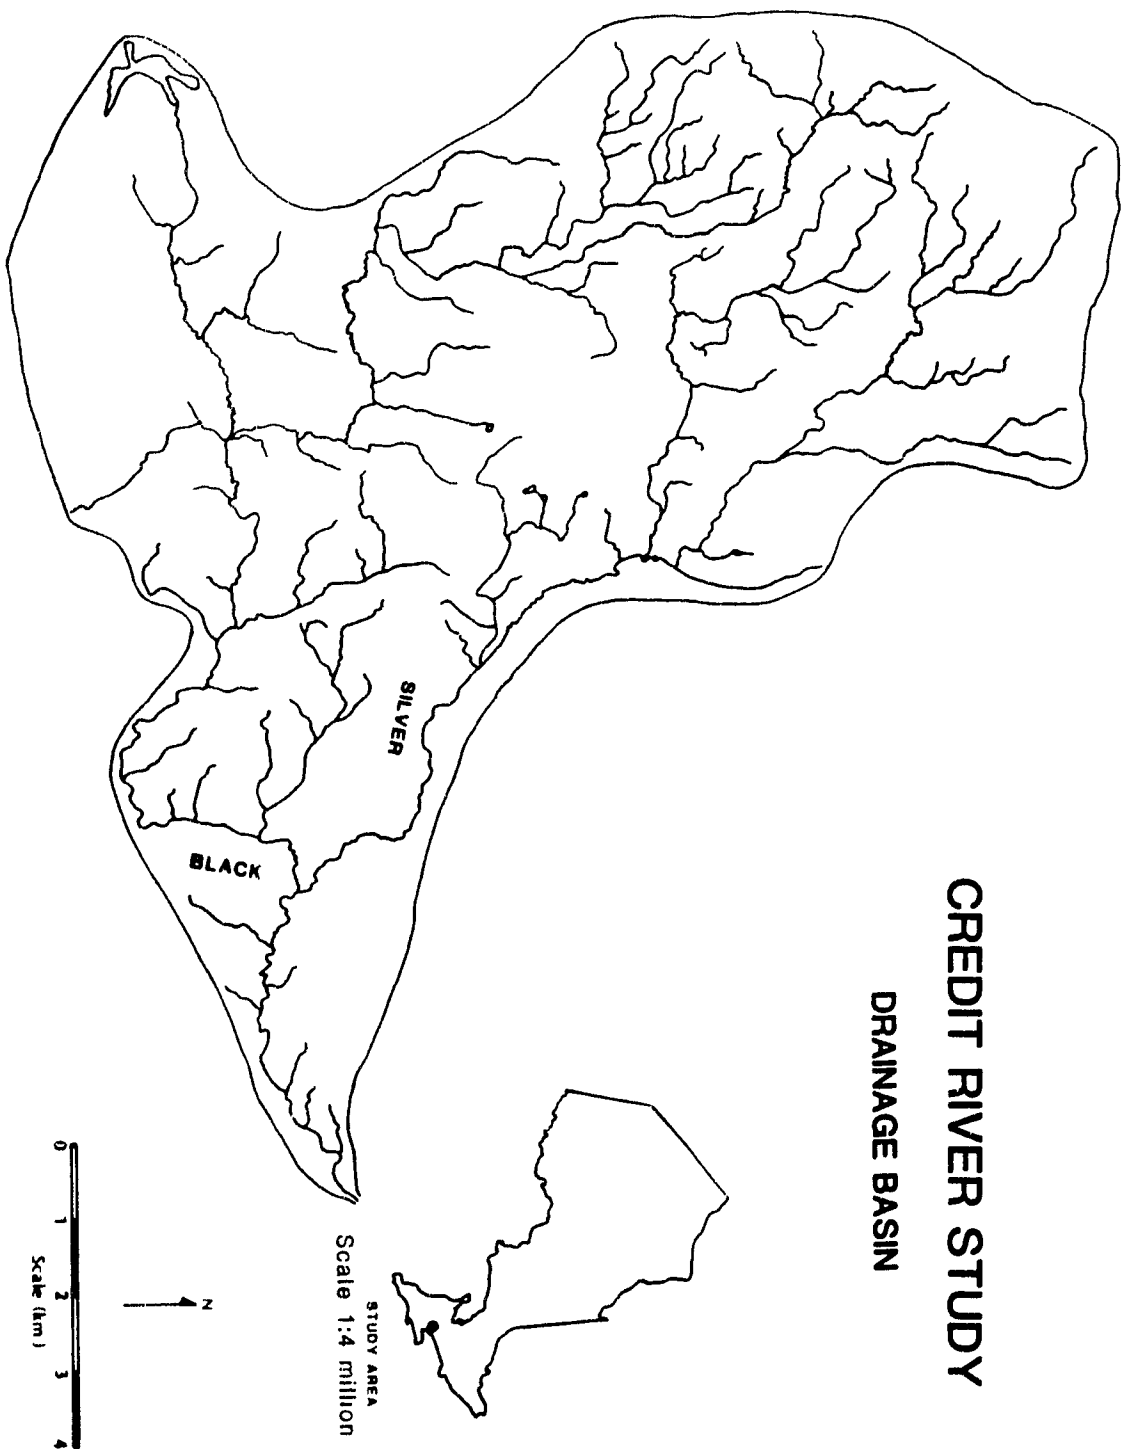 CREDIT RIVER STUDY
DRAINAGE BASIN
SILVER
BLACK
STUDY AREA
Scale 1:4 million
N
0 1 2 3 4
Scale (km)